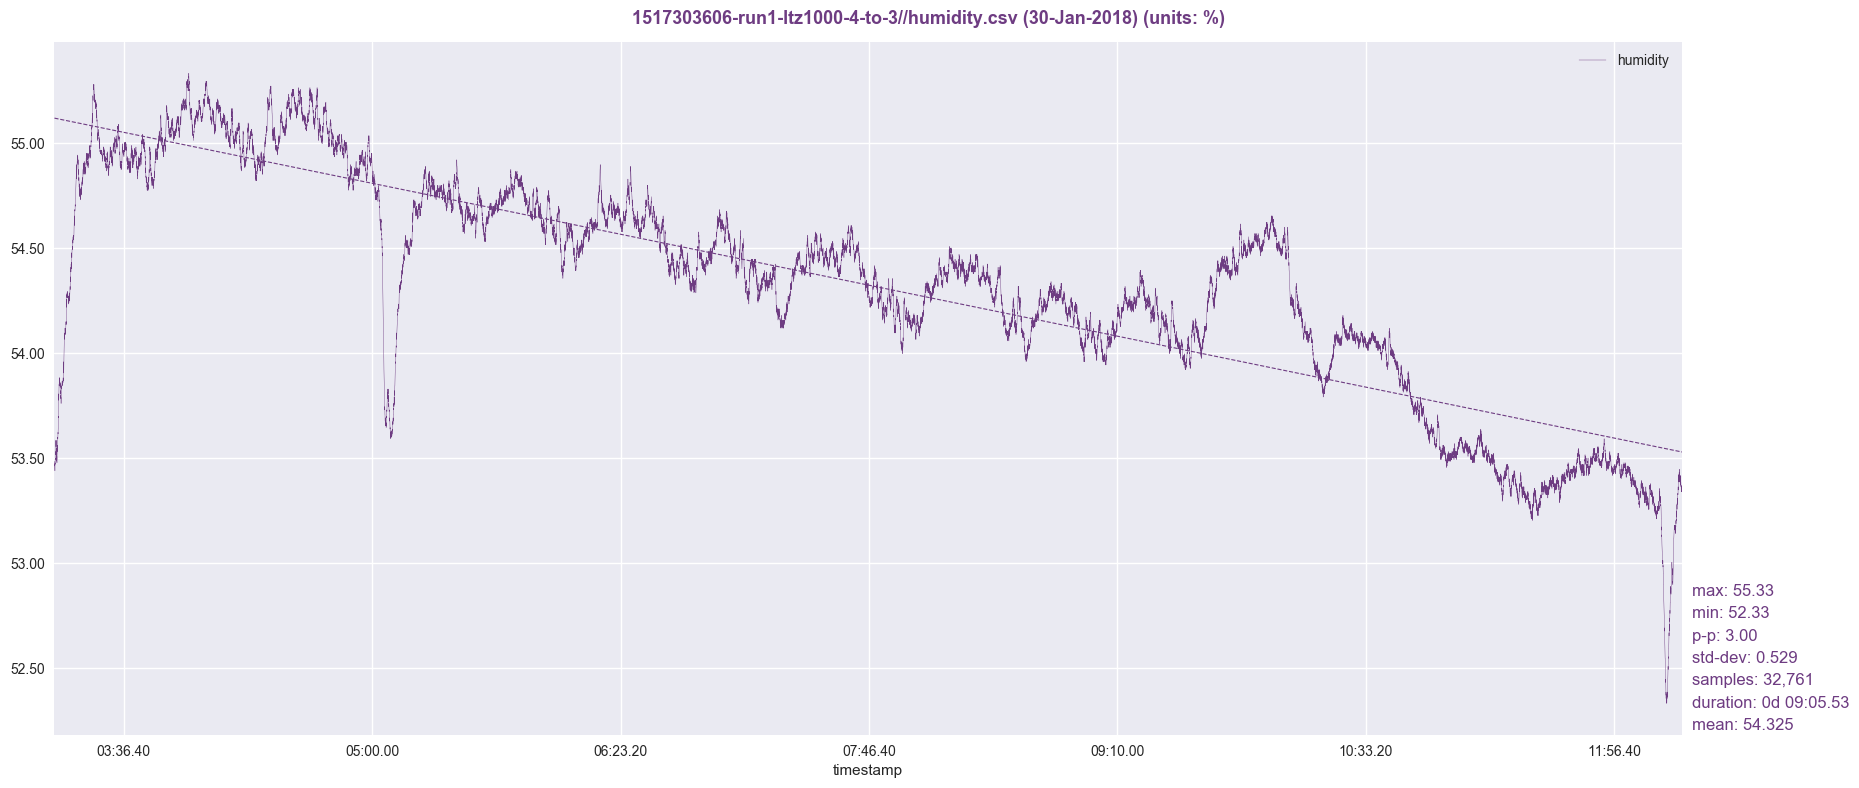 1517303606-run1-ltz1000-4-to-3//humidity.csv (30-Jan-2018) (units: %)
humidity
55.00
54.50
54.00
53.50
53.00
52.50
max: 55.33
min: 52.33
p-p: 3.00
std-dev: 0.529
samples: 32,761
duration: 0d 09:05.53
mean: 54.325
03:36.40 05:00.00 06:23.20 07:46.40 09:10.00 10:33.20 11:56.40
timestamp